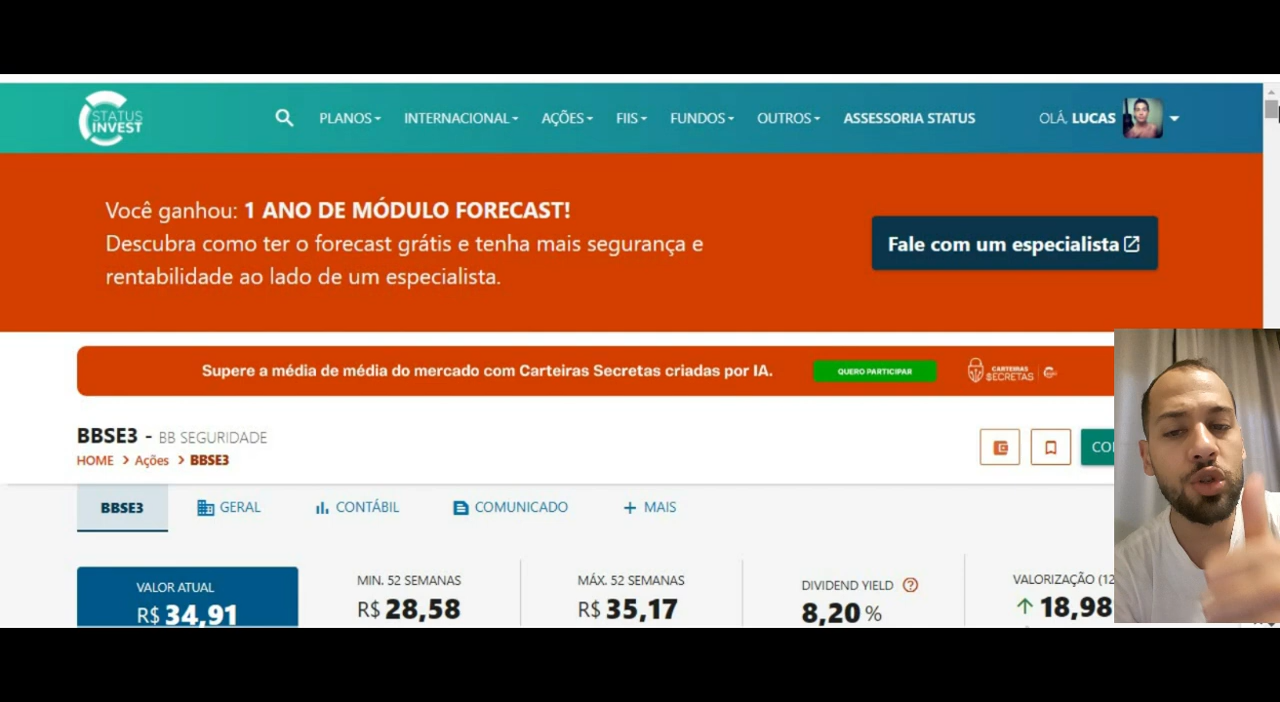 STATUS
INVEST
PLANOS
INTERNACIONAL
AÇÕES
FIIS
FUNDOS
OUTROS
ASSESSORIA STATUS
OLÁ, LUCAS
Você ganhou: 1 ANO DE MÓDULO FORECAST!
Descubra como ter o forecast grátis e tenha mais segurança e
rentabilidade ao lado de um especialista.
Fale com um especialista
Supere a média de média do mercado com Carteiras Secretas criadas por IA.
QUERO PARTICIPAR
CARTEIRAS
SECRETAS
BBSE3 - BB SEGURIDADE
HOME > Ações > BBSE3
BBSE3
GERAL
CONTÁBIL
COMUNICADO
+ MAIS
VALOR ATUAL
R$ 34,91
MIN. 52 SEMANAS
R$ 28,58
MÁX. 52 SEMANAS
R$ 35,17
DIVIDEND YIELD ?
8,20 %
VALORIZAÇÃO (12
18,98